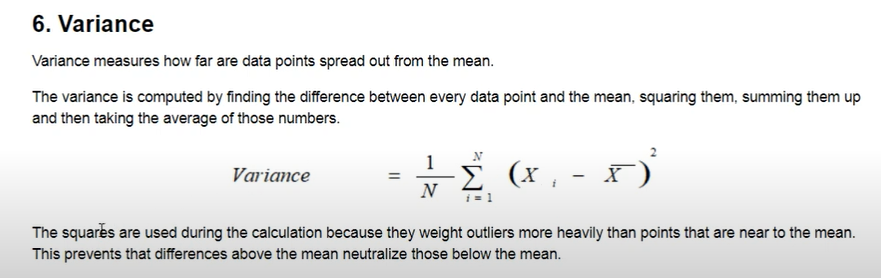 6. Variance
Variance measures how far are data points spread out from the mean.
The variance is computed by finding the difference between every data point and the mean, squaring them, summing them up
and then taking the average of those numbers.
Variance = 1/N ∑ i = 1 N (x i − x̅)²
The squares are used during the calculation because they weight outliers more heavily than points that are near to the mean.
This prevents that differences above the mean neutralize those below the mean.